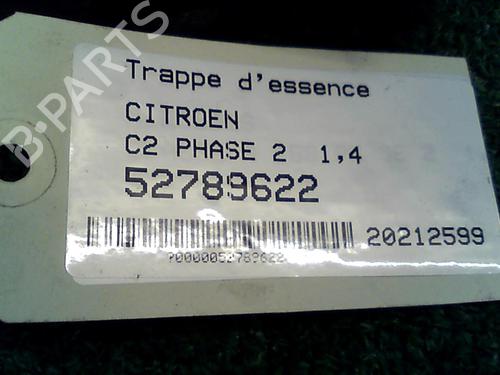 B-PARTS
Trappe d'essence
CITROEN
C2 PHASE 2 1,4
52789622
20212599
P0000052789622